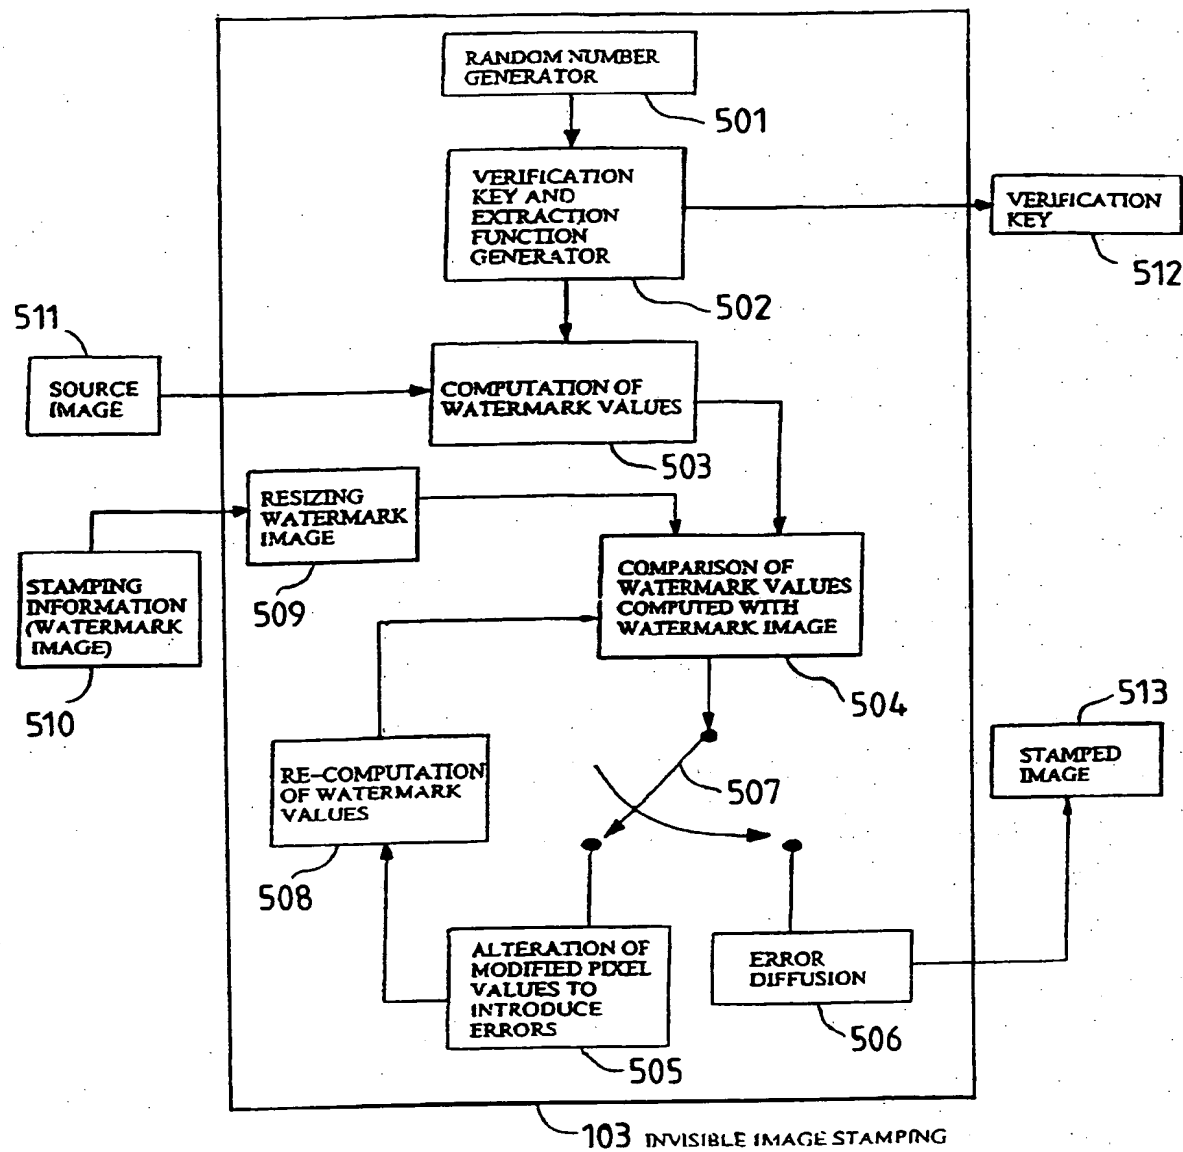 RANDOM NUMBER
GENERATOR
501
VERIFICATION
KEY AND
EXTRACTION
FUNCTION
GENERATOR
502
VERIFICATION
KEY
512
511
SOURCE
IMAGE
COMPUTATION OF
WATERMARK VALUES
503
RESIZING
WATERMARK
IMAGE
509
STAMPING
INFORMATION
(WATERMARK
IMAGE)
510
COMPARISON OF
WATERMARK VALUES
COMPUTED WITH
WATERMARK IMAGE
504
513
STAMPED
IMAGE
RE-COMPUTATION
OF WATERMARK
VALUES
508
507
ALTERATION OF
MODIFIED PIXEL
VALUES TO
INTRODUCE
ERRORS
505
ERROR
DIFFUSION
506
103 INVISIBLE IMAGE STAMPING